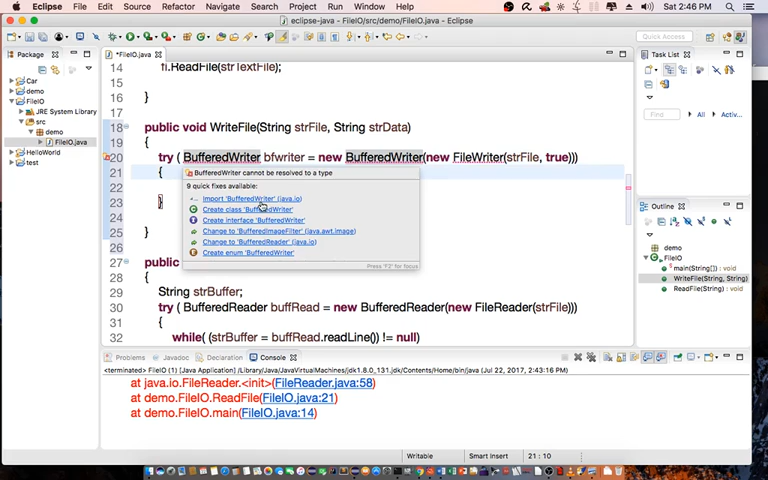 Eclipse File Edit Source Refactor Navigate Search Project Run Window Help Sat 2:46 PM
eclipse-java - FileIO/src/demo/FileIO.java - Eclipse
Quick Access
Package
*FileIO.java
Task List
Find
All
Activ...
Car
demo
FileIO
JRE System Library
src
demo
FileIO.java
HelloWorld
test
14 fi.ReadFile(strTextFile);
15
16 }
17
18 public void WriteFile(String strFile, String strData)
19 {
20 try ( BufferedWriter bfwriter = new BufferedWriter(new FileWriter(strFile, true)))
21 {
22
23 }
24
25 }
26
27 public
28 {
29 String strBuffer;
30 try ( BufferedReader buffRead = new BufferedReader(new FileReader(strFile)))
31 {
32 while( (strBuffer = buffRead.readLine()) != null)
BufferedWriter cannot be resolved to a type
9 quick fixes available:
Import 'BufferedWriter' (java.io)
Create class 'BufferedWriter'
Create interface 'BufferedWriter'
Change to 'BufferedImageFilter' (java.awt.image)
Change to 'BufferedReader' (java.io)
Create enum 'BufferedWriter'
Press 'F2' for focus
Outline
demo
FileIO
main(String[]) : void
WriteFile(String, String)
ReadFile(String) : void
Problems Javadoc Declaration Console
<terminated> FileIO (1) [Java Application] /Library/Java/JavaVirtualMachines/jdk1.8.0_131.jdk/Contents/Home/bin/java (Jul 22, 2017, 2:43:16 PM)
at java.io.FileReader.<init>(FileReader.java:58)
at demo.FileIO.ReadFile(FileIO.java:21)
at demo.FileIO.main(FileIO.java:14)
Writable Smart Insert 21 : 10